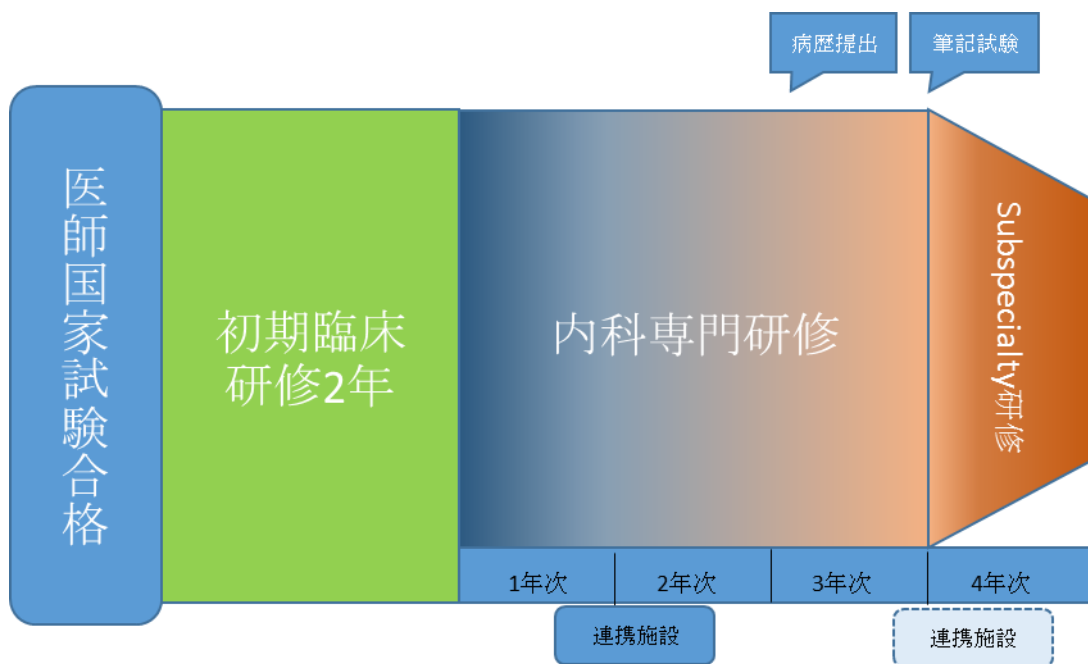 病歴提出
筆記試験
医師国家試験合格
初期臨床
研修2年
内科専門研修
Subspecialty研修
1年次
2年次
3年次
4年次
連携施設
連携施設